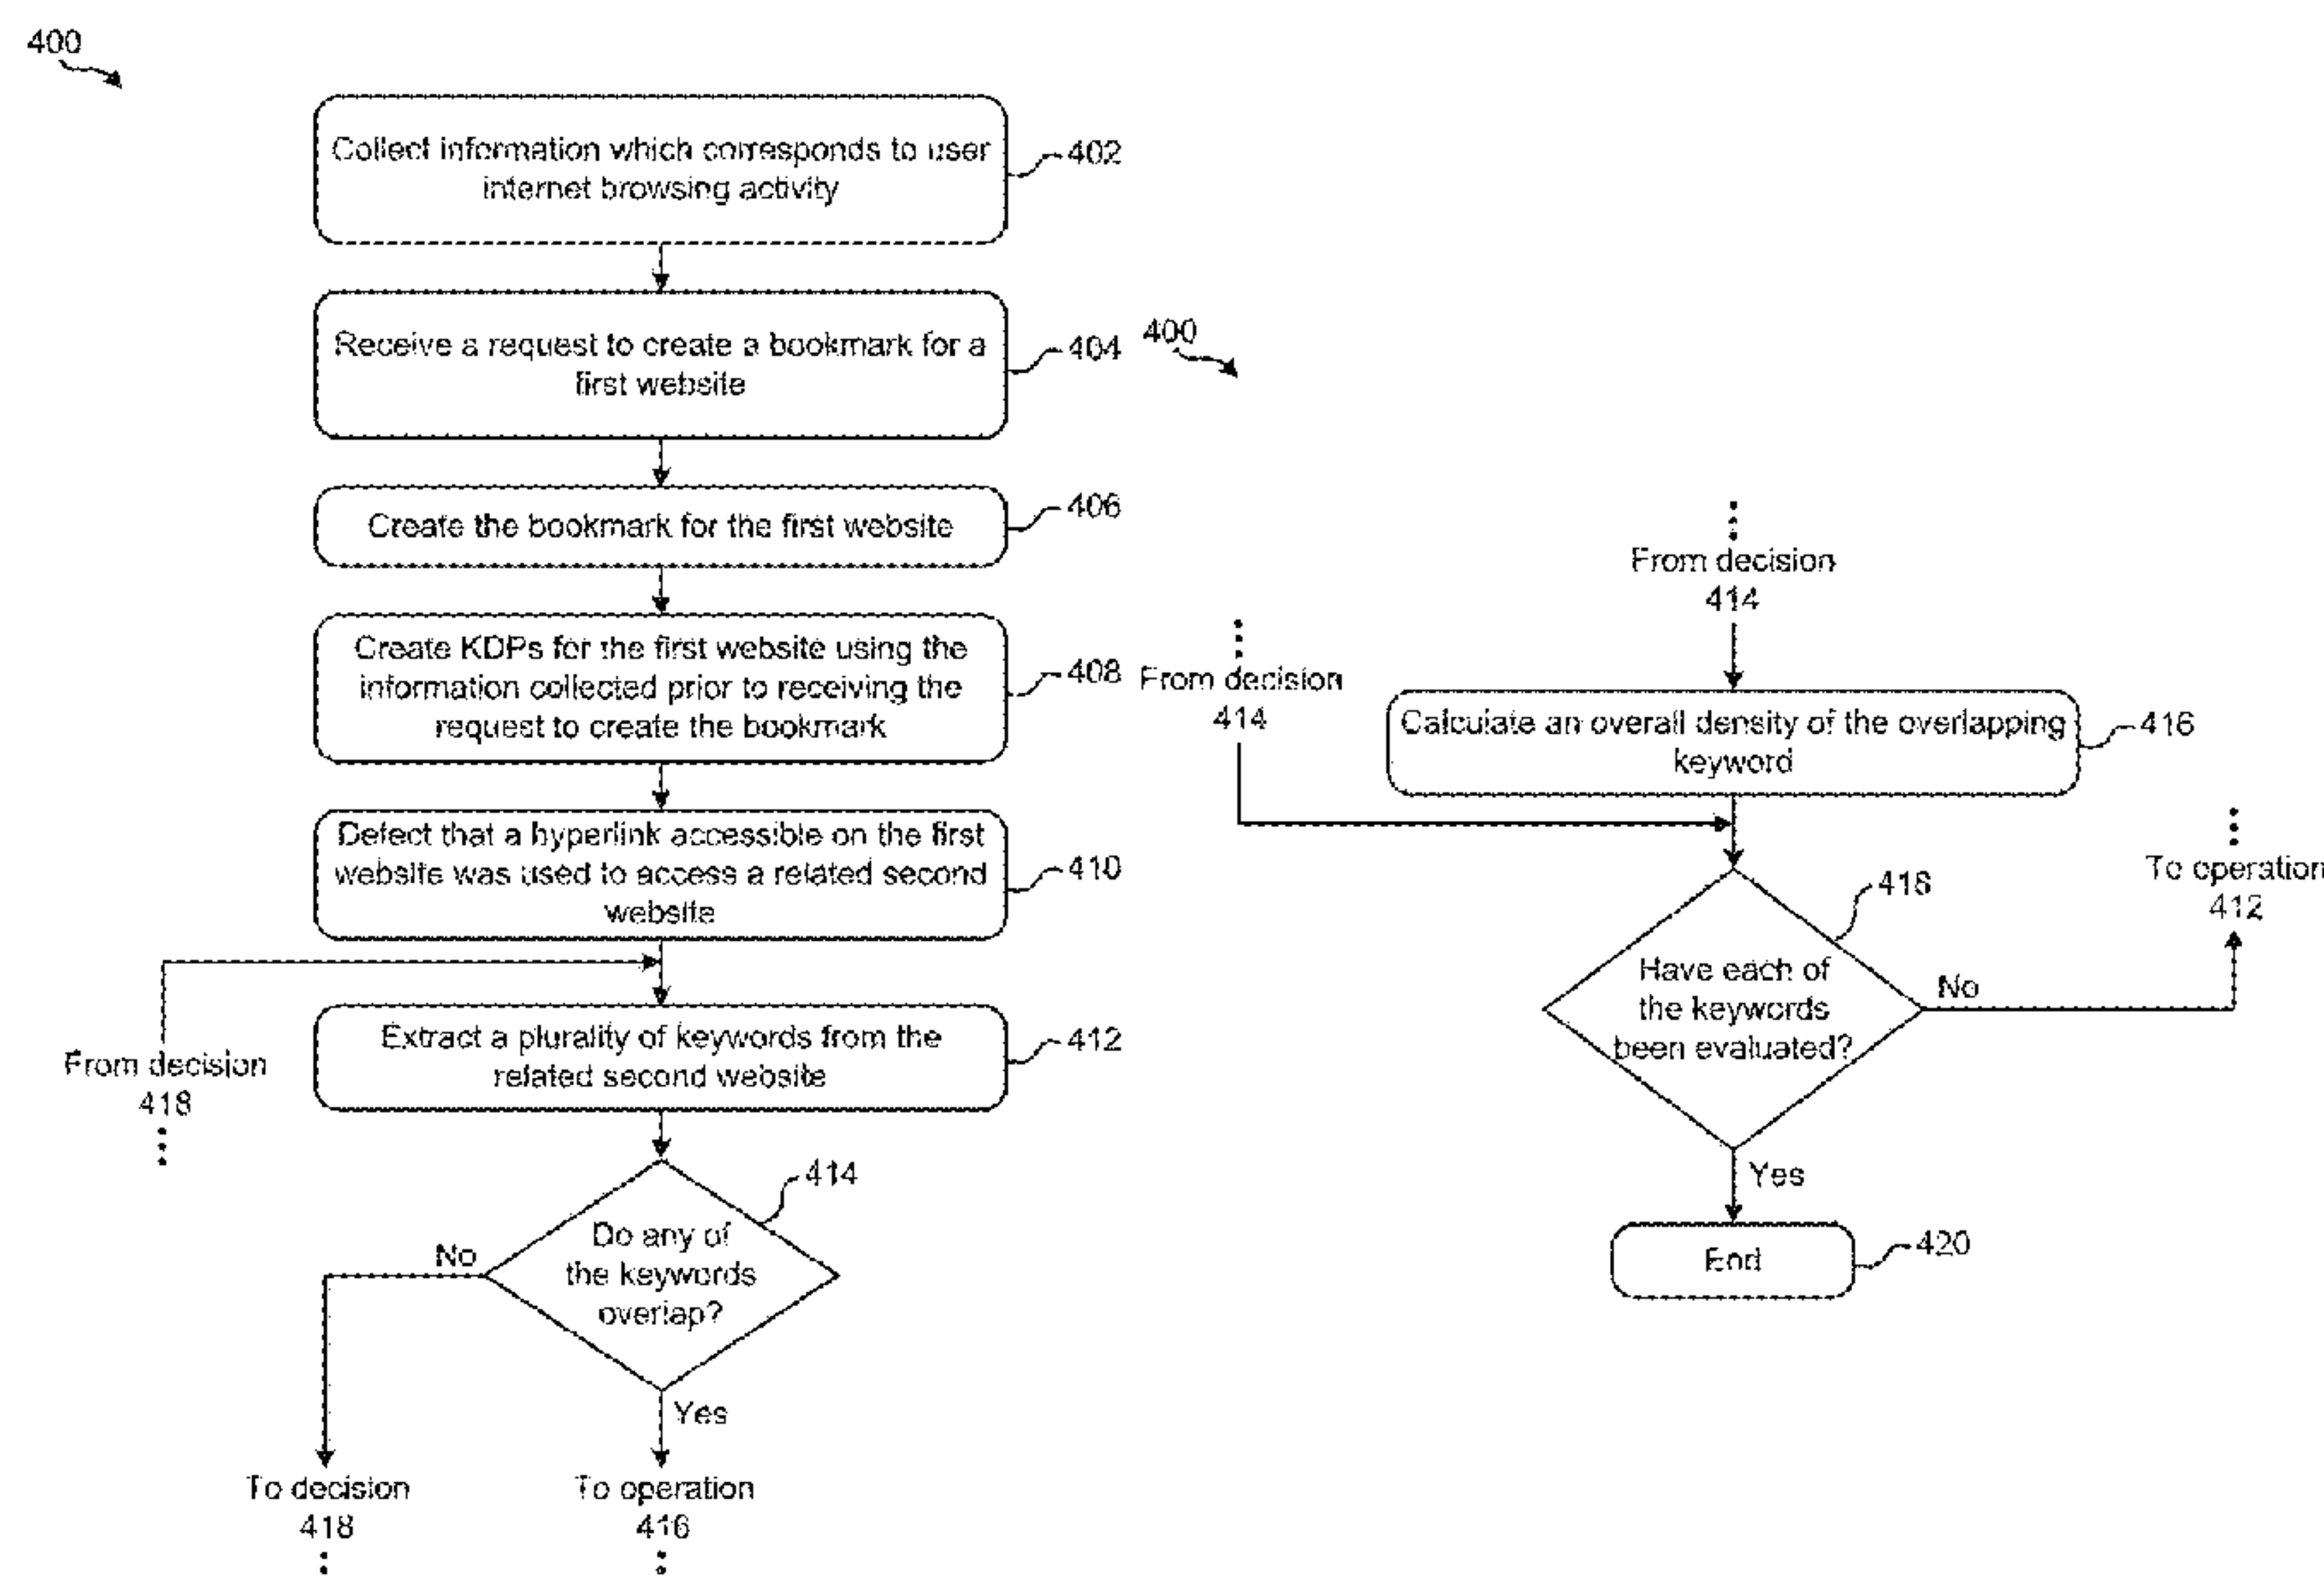 400
Collect information which corresponds to user
internet browsing activity
402
Receive a request to create a bookmark for a
first website
404
Create the bookmark for the first website
406
Create KDPs for the first website using the
information collected prior to receiving the
request to create the bookmark
408
Detect that a hyperlink accessible on the first
website was used to access a related second
website
410
From decision
418
Extract a plurality of keywords from the
related second website
412
414
Do any of
the keywords
overlap?
No
Yes
To decision
418
To operation
416
400
From decision
414
From decision
414
Calculate an overall density of the overlapping
keyword
416
418
Have each of
the keywords
been evaluated?
No
To operation
412
Yes
End
420